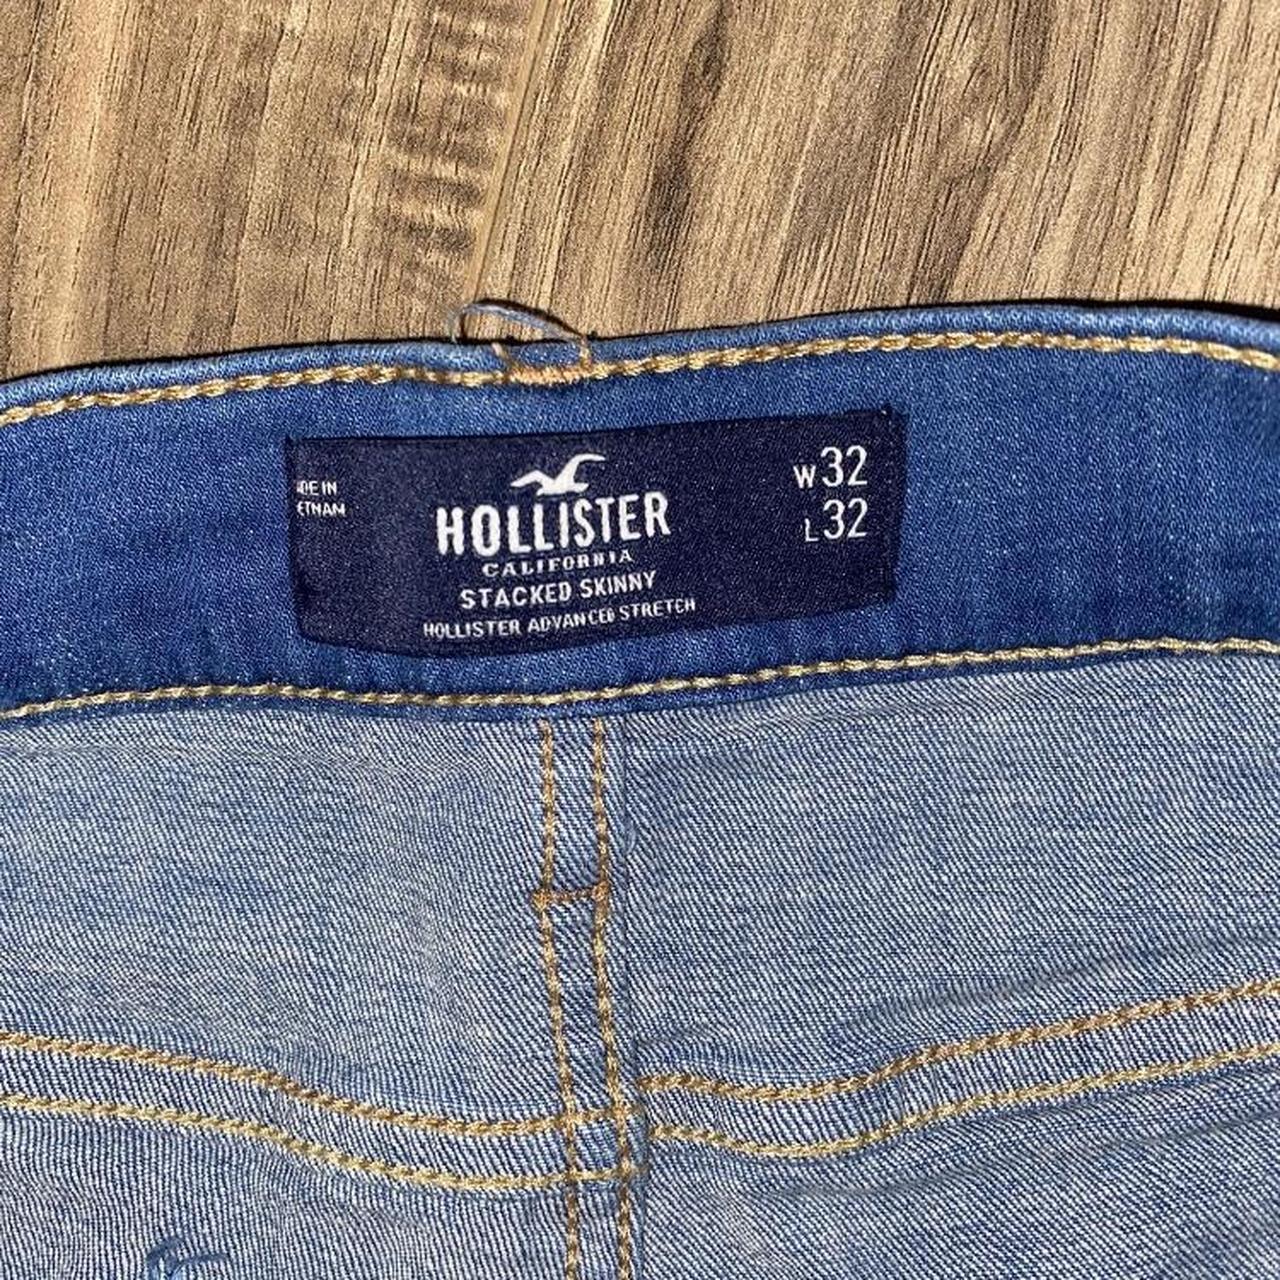 DE IN
ETNAM
HOLLISTER
CALIFORNIA
STACKED SKINNY
HOLLISTER ADVANCED STRETCH
W32
L32